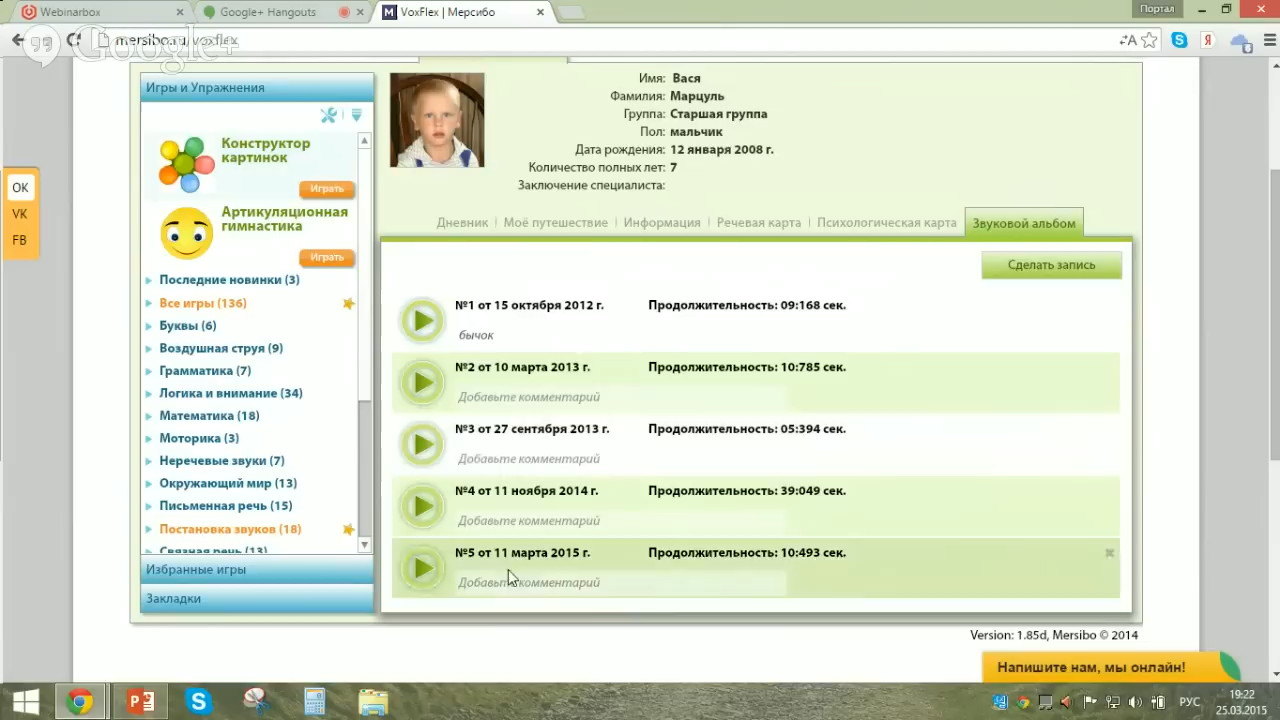 Webinarbox
Google+ Hangouts
VoxFlex | Мерсибо
Портал
mersibo.ru/voxflex
Google+
Игры и Упражнения
Конструктор
картинок
Играть
Артикуляционная
гимнастика
Играть
Последние новинки (3)
Все игры (136)
Буквы (6)
Воздушная струя (9)
Грамматика (7)
Логика и внимание (34)
Математика (18)
Моторика (3)
Неречевые звуки (7)
Окружающий мир (13)
Письменная речь (15)
Постановка звуков (18)
Связная речь (13)
Избранные игры
Закладки
OK
VK
FB
Имя: Вася
Фамилия: Марцуль
Группа: Старшая группа
Пол: мальчик
Дата рождения: 12 января 2008 г.
Количество полных лет: 7
Заключение специалиста:
Дневник | Моё путешествие | Информация | Речевая карта | Психологическая карта Звуковой альбом
Сделать запись
№1 от 15 октября 2012 г. Продолжительность: 09:168 сек.
бычок
№2 от 10 марта 2013 г. Продолжительность: 10:785 сек.
Добавьте комментарий
№3 от 27 сентября 2013 г. Продолжительность: 05:394 сек.
Добавьте комментарий
№4 от 11 ноября 2014 г. Продолжительность: 39:049 сек.
Добавьте комментарий
№5 от 11 марта 2015 г. Продолжительность: 10:493 сек.
Добавьте комментарий
Version: 1.85d, Mersibo © 2014
Напишите нам, мы онлайн!
РУС
19:22
25.03.2015